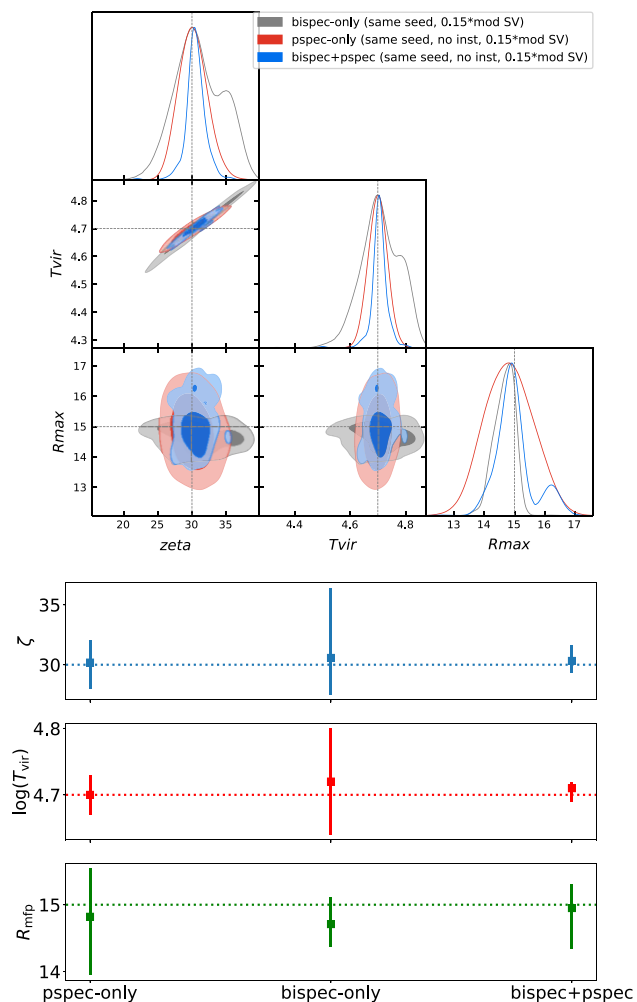 bispec-only (same seed, 0.15*mod SV)
pspec-only (same seed, no inst, 0.15*mod SV)
bispec+pspec (same seed, no inst, 0.15*mod SV)
4.8
4.7
4.6
4.5
4.4
4.3
Tvir
17
16
15
14
13
Rmax
20 25 30 35
zeta
4.4 4.6 4.8
Tvir
13 14 15 16 17
Rmax
35
30
ζ
4.8
4.7
log(T_vir)
15
14
R_mfp
pspec-only bispec-only bispec+pspec